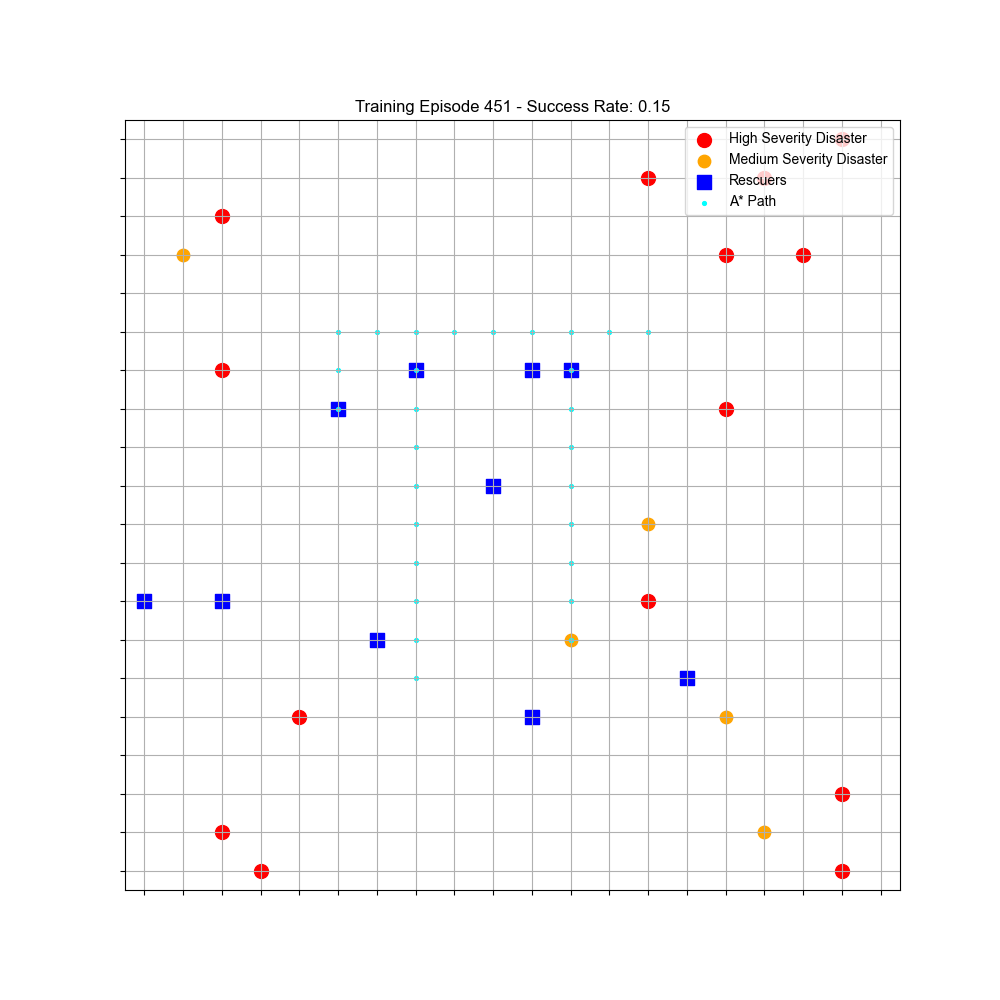 Training Episode 451 - Success Rate: 0.15
High Severity Disaster
Medium Severity Disaster
Rescuers
A* Path